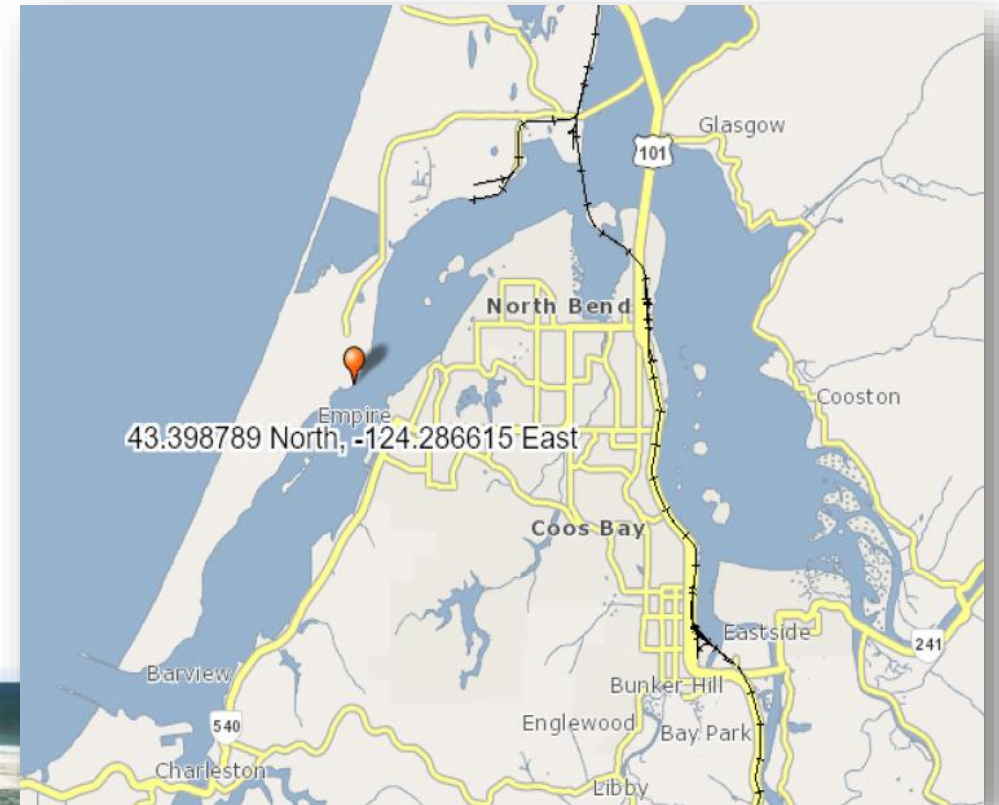 Glasgow
101
North Bend
Cooston
Empire
43.398789 North, -124.286615 East
Coos Bay
Eastside
241
Barview
Bunker Hill
540
Englewood
Bay Park
Charleston
Libby